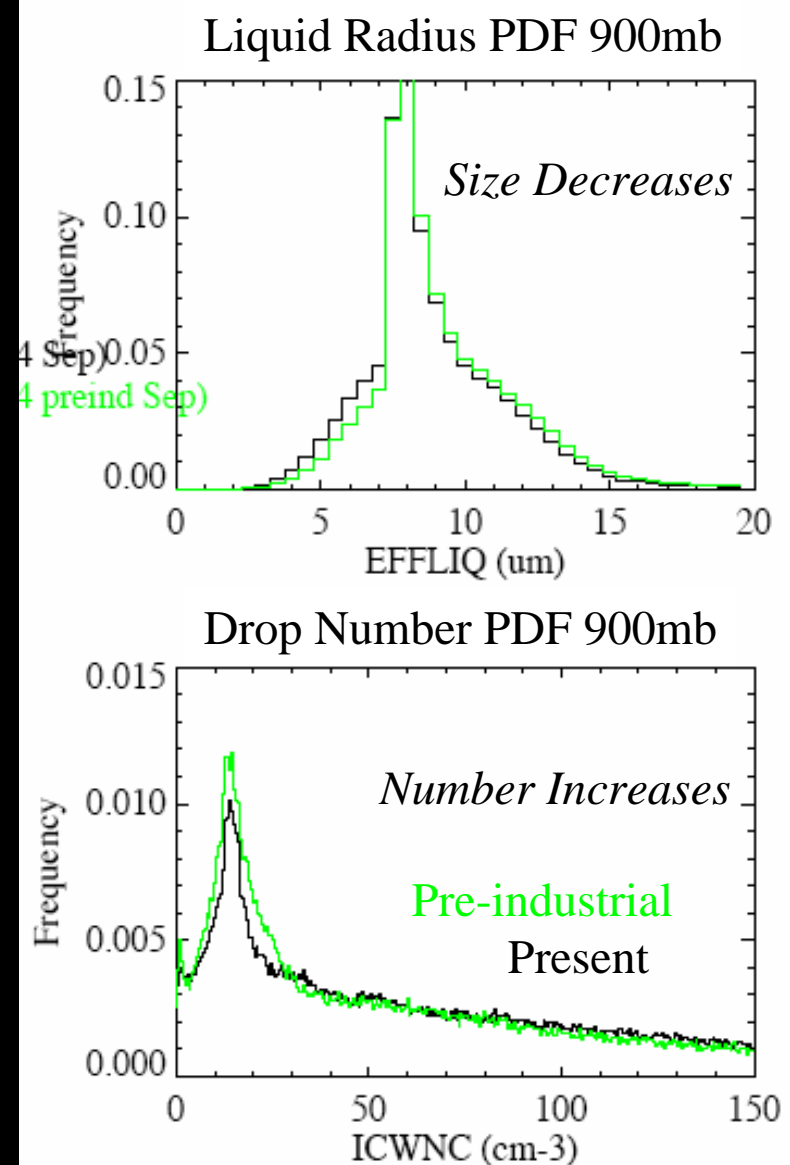 Liquid Radius PDF 900mb
0.15
Size Decreases
0.10
Frequency
4 Sep)
0.05
4 preind Sep)
0.00
0 5 10 15 20
EFFLIQ (um)
Drop Number PDF 900mb
0.015
Number Increases
0.010
Frequency
Pre-industrial
0.005
Present
0.000
0 50 100 150
ICWNC (cm-3)